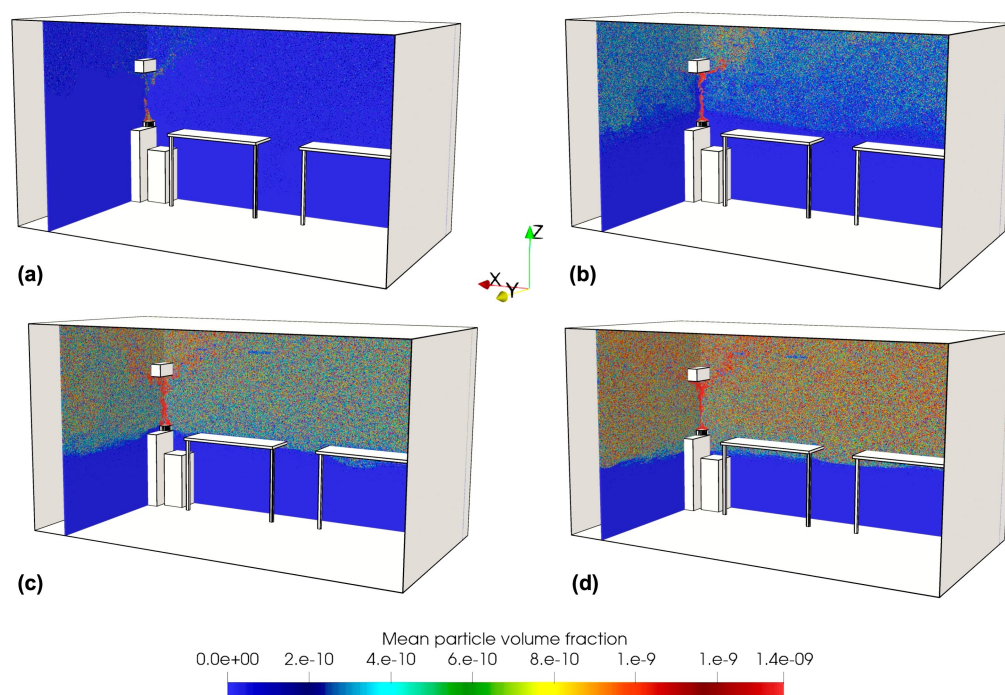 (a)
(b)
Z
X
Y
(c)
(d)
Mean particle volume fraction
0.0e+00 2.e-10 4.e-10 6.e-10 8.e-10 1.e-9 1.e-9 1.4e-09